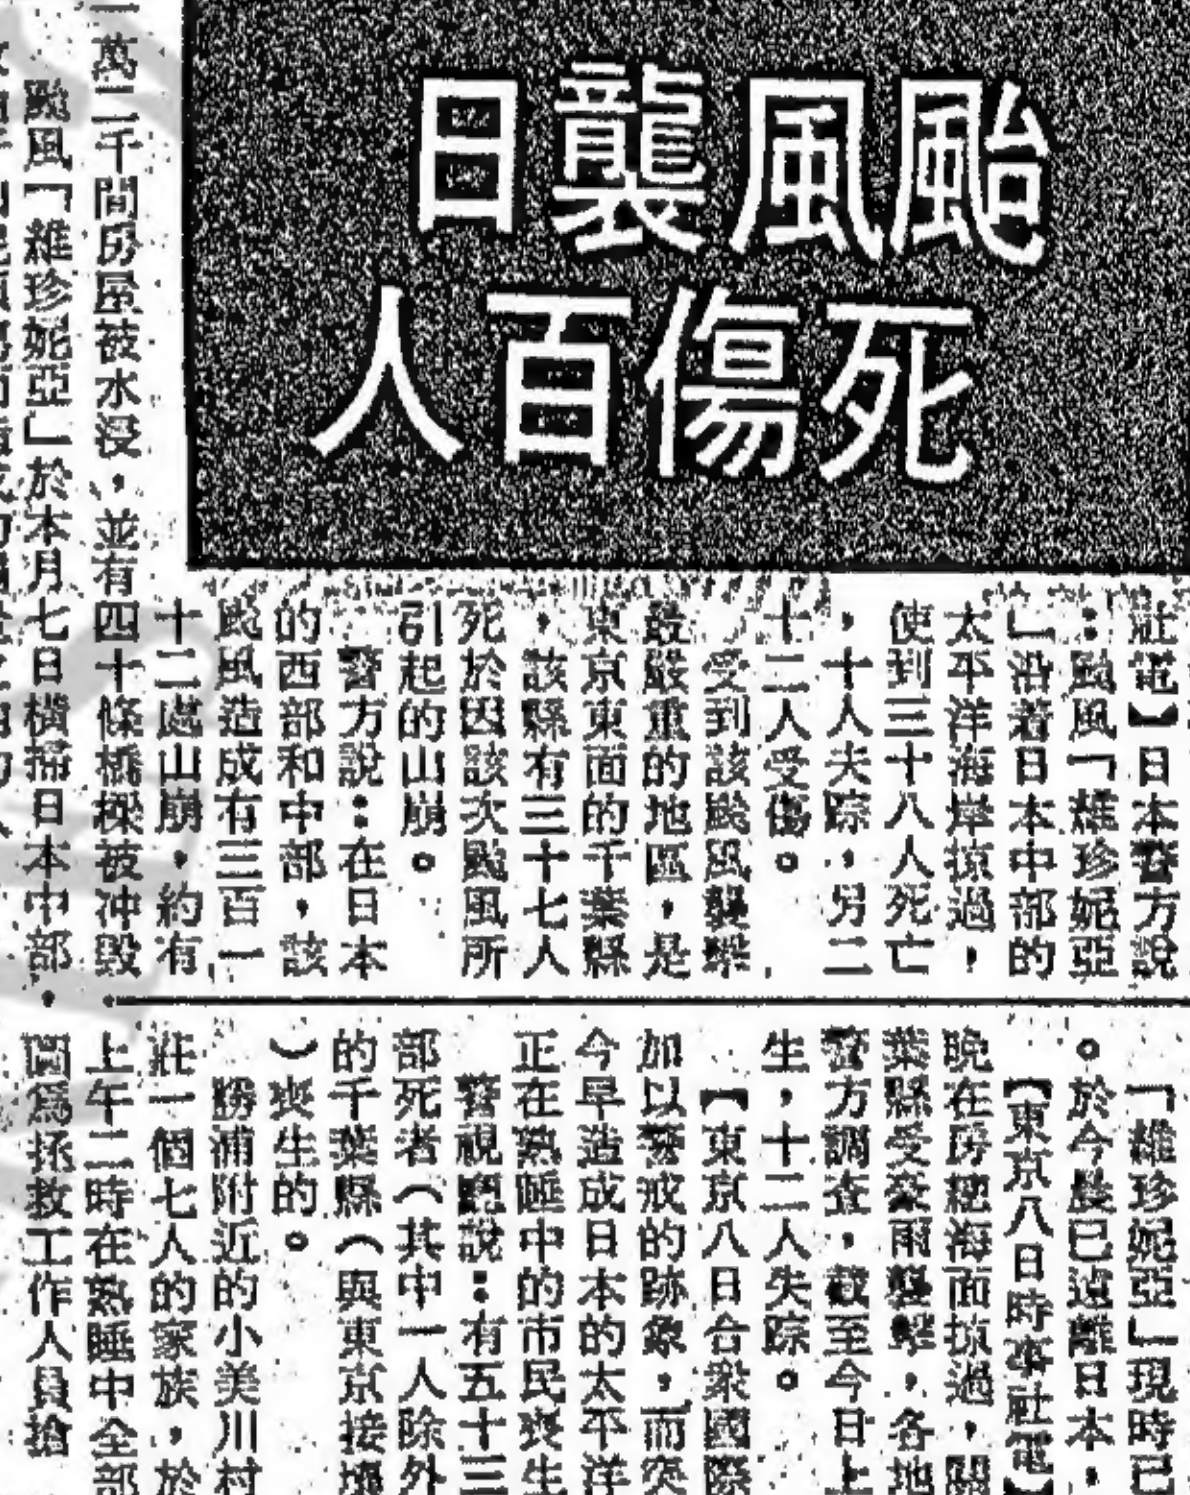 颱風襲日
死傷百人
社電】日本警方說
：颱風「維珍妮亞
」沿着日本中部的
太平洋海岸掠過，
使到三十八人死亡
，十人失踪，另二
十二人受傷。
受到該颱風襲擊
最嚴重的地區，是
東京東面的千葉縣
，該縣有三十七人
死於因該次颱風所
引起的山崩。
警方說：在日本
的西部和中部，該
颱風造成有三百一
十二處山崩，約有
一萬二千間房屋被水浸，並有四十條橋樑被冲毀
颱風「維珍妮亞」於本月七日橫掃日本中部，
「維珍妮亞」現時已
。於今晨已遠離日本，
【東京八日時事社電】
晚在房總海面掠過，關
葉縣受豪雨襲擊，各地
警方調查，截至今日上
生，十二人失踪。
【東京八日合衆國際
加以警戒的跡象，而突
今早造成日本的太平洋
正在熟睡中的市民喪生
警視廳說：有五十三
部死者（其中一人除外
的千葉縣（與東京接境
）喪生的。
勝浦附近的小美川村
莊一個七人的家族，於
上午二時在熟睡中全部
圖爲拯救工作人員搶